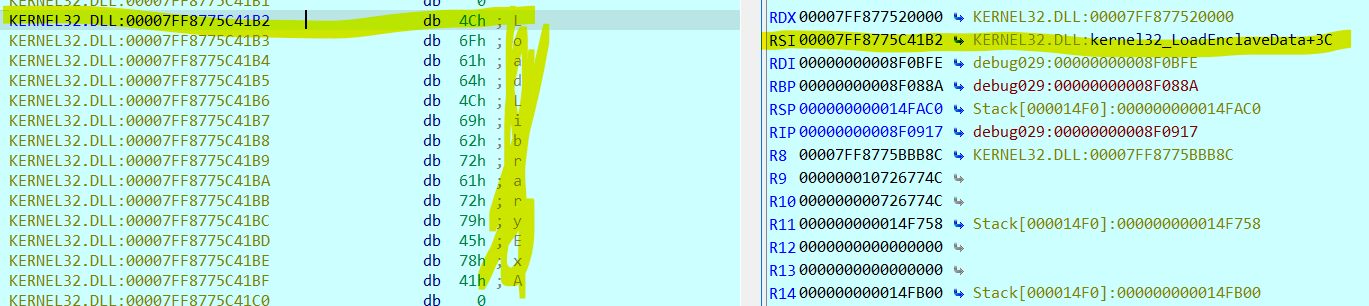 KERNEL32.DLL:00007FF8775C41B1 db 0
KERNEL32.DLL:00007FF8775C41B2 db 4Ch ; L
KERNEL32.DLL:00007FF8775C41B3 db 6Fh ; o
KERNEL32.DLL:00007FF8775C41B4 db 61h ; a
KERNEL32.DLL:00007FF8775C41B5 db 64h ; d
KERNEL32.DLL:00007FF8775C41B6 db 4Ch ; L
KERNEL32.DLL:00007FF8775C41B7 db 69h ; i
KERNEL32.DLL:00007FF8775C41B8 db 62h ; b
KERNEL32.DLL:00007FF8775C41B9 db 72h ; r
KERNEL32.DLL:00007FF8775C41BA db 61h ; a
KERNEL32.DLL:00007FF8775C41BB db 72h ; r
KERNEL32.DLL:00007FF8775C41BC db 79h ; y
KERNEL32.DLL:00007FF8775C41BD db 45h ; E
KERNEL32.DLL:00007FF8775C41BE db 78h ; x
KERNEL32.DLL:00007FF8775C41BF db 41h ; A
KERNEL32.DLL:00007FF8775C41C0 db 0
RDX 00007FF877520000 KERNEL32.DLL:00007FF877520000
RSI 00007FF8775C41B2 KERNEL32.DLL:kernel32_LoadEnclaveData+3C
RDI 00000000008F0BFE debug029:00000000008F0BFE
RBP 00000000008F088A debug029:00000000008F088A
RSP 000000000014FAC0 Stack[000014F0]:000000000014FAC0
RIP 00000000008F0917 debug029:00000000008F0917
R8 00007FF8775BBB8C KERNEL32.DLL:00007FF8775BBB8C
R9 000000010726774C
R10 000000000726774C
R11 000000000014F758 Stack[000014F0]:000000000014F758
R12 0000000000000000
R13 0000000000000000
R14 000000000014FB00 Stack[000014F0]:000000000014FB00